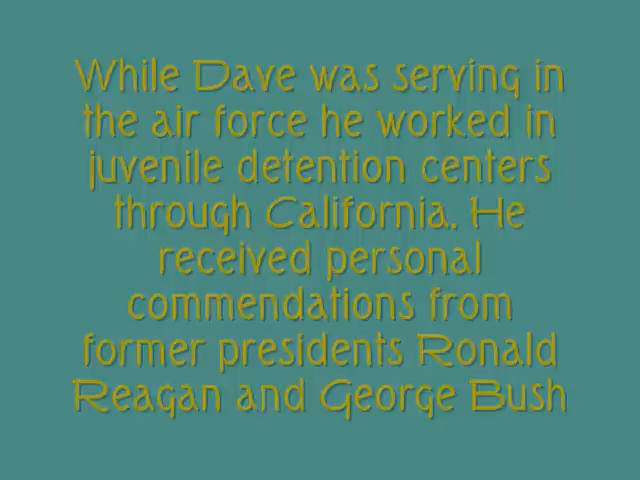 While Dave was serving in
the air force he worked in
juvenile detention centers
through California. He
received personal
commendations from
former presidents Ronald
Reagan and George Bush